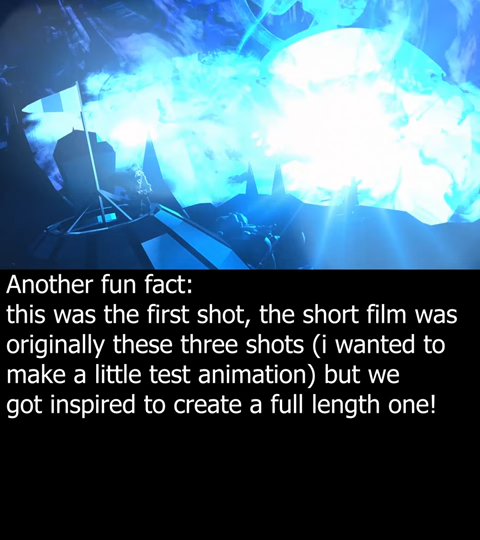 Another fun fact:
this was the first shot, the short film was
originally these three shots (i wanted to
make a little test animation) but we
got inspired to create a full length one!